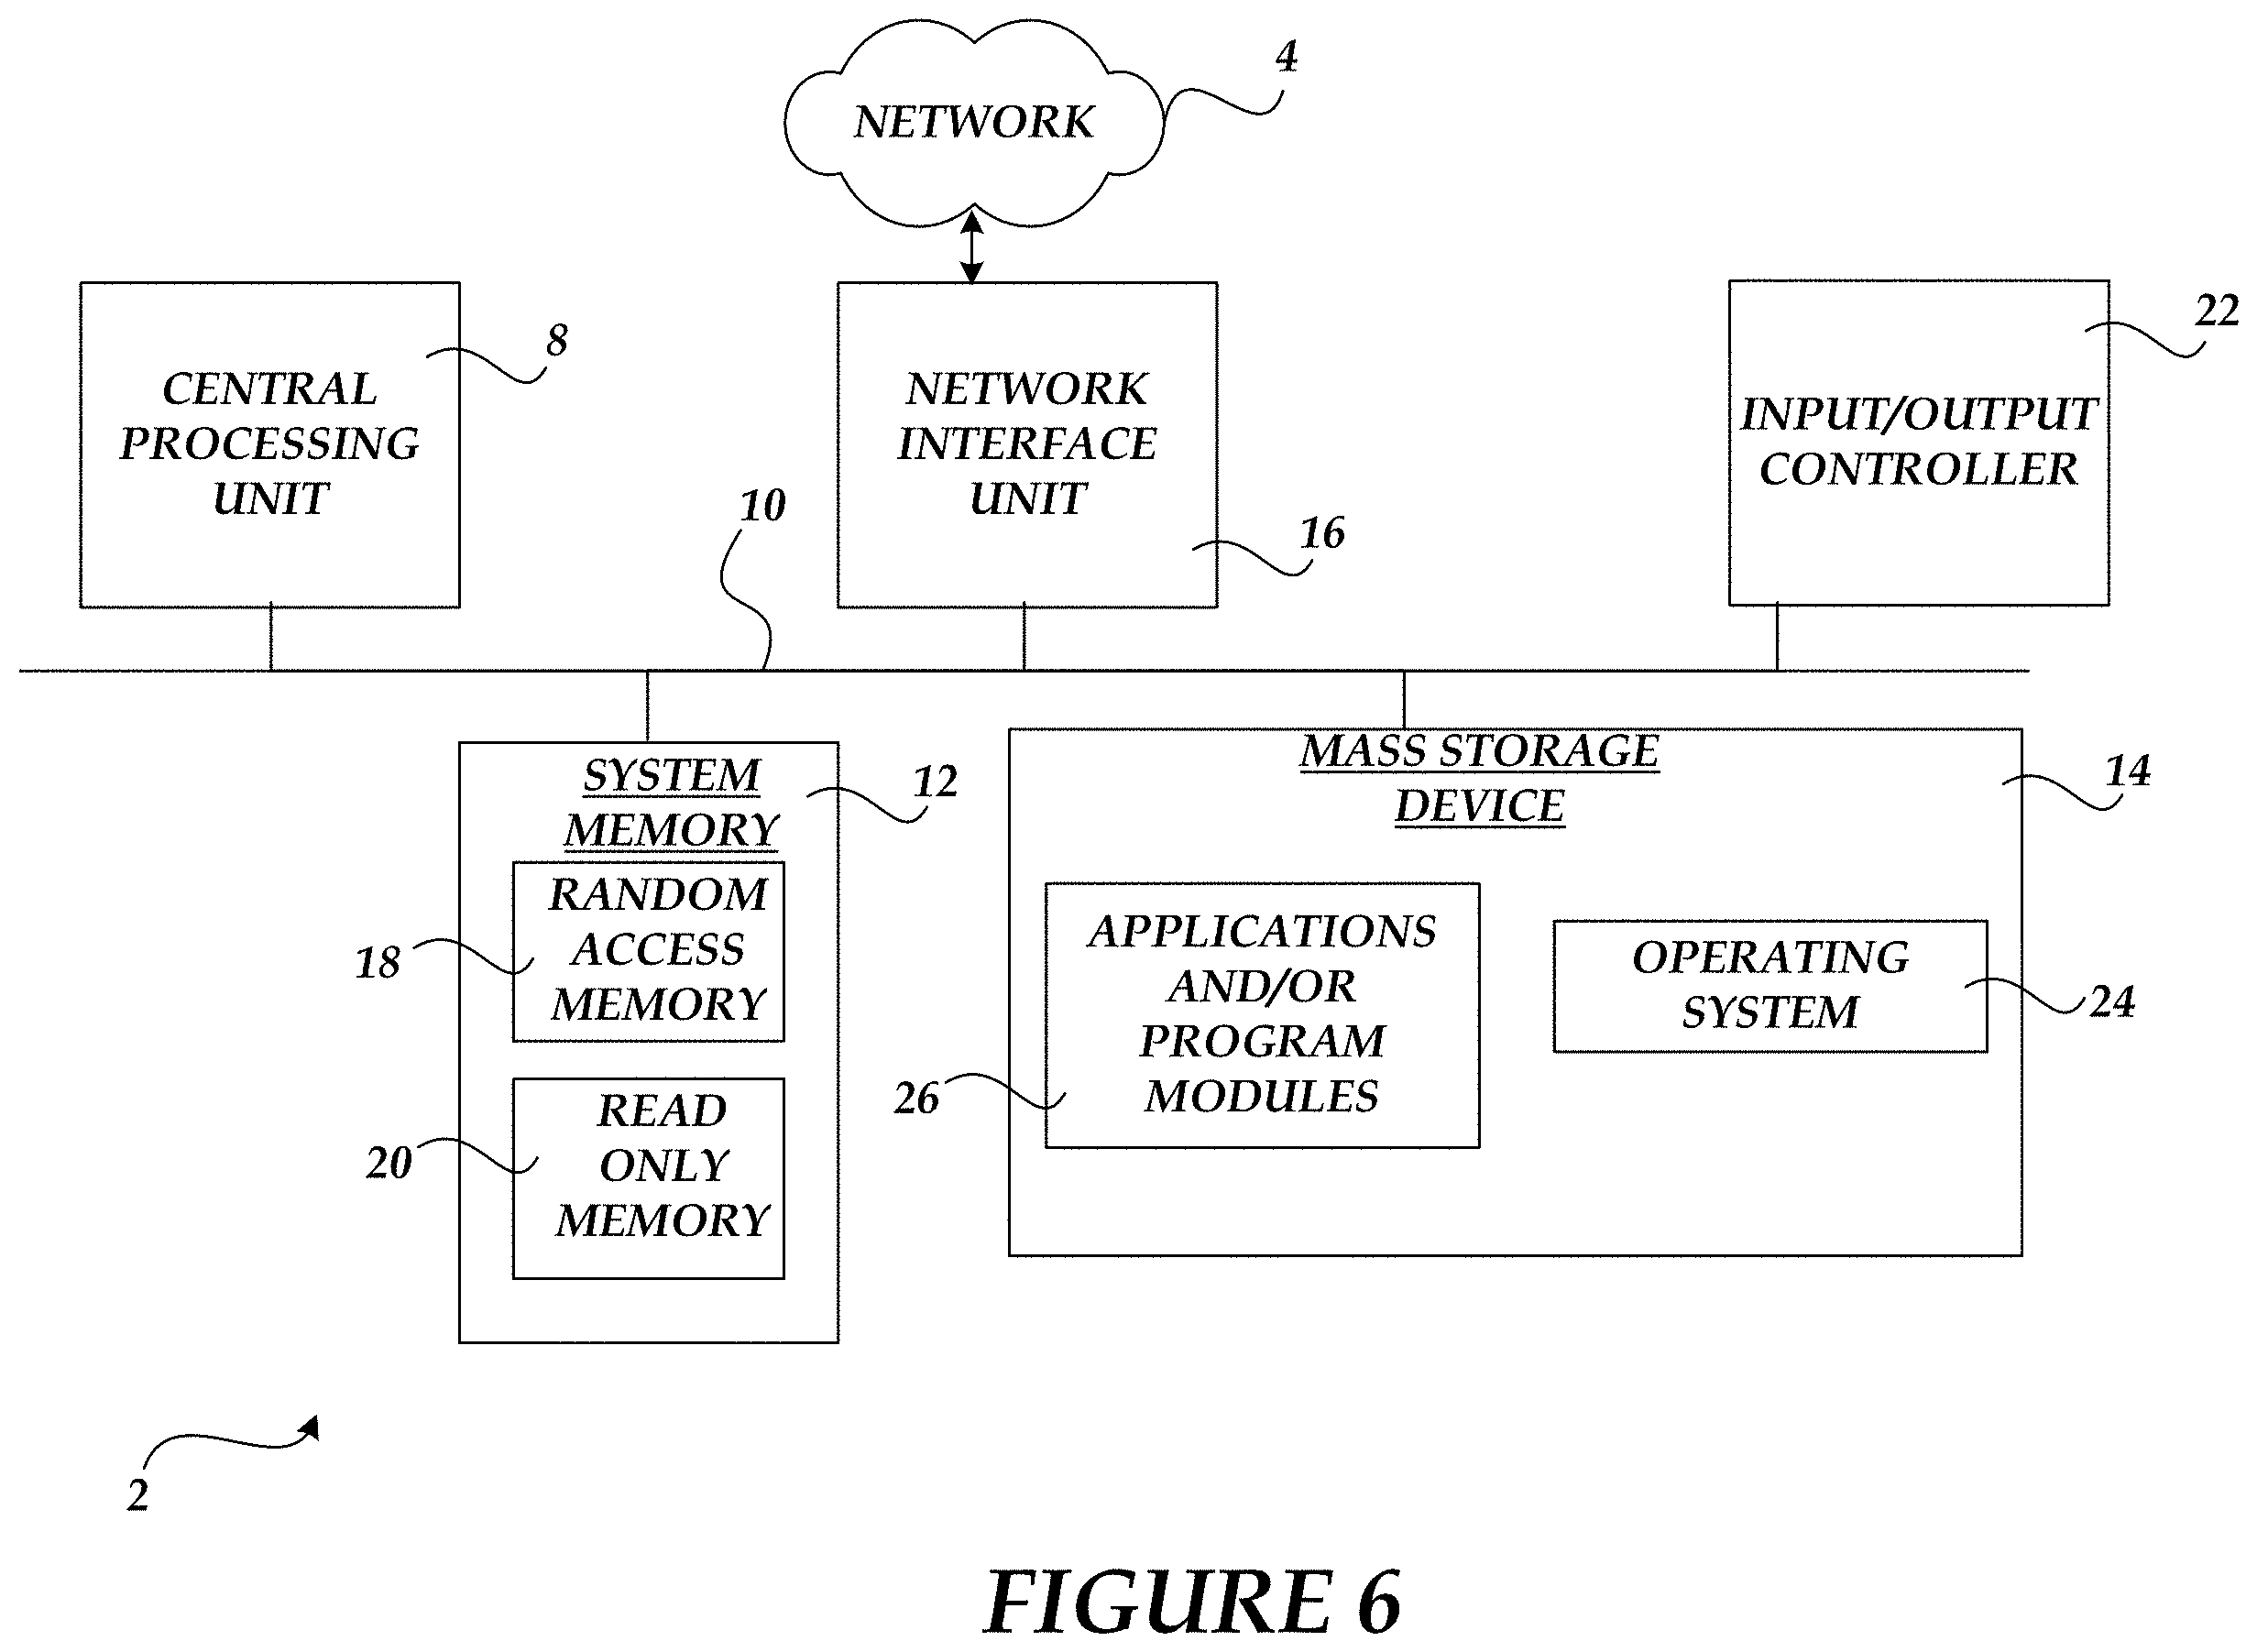 4
NETWORK
CENTRAL
PROCESSING
UNIT
8
NETWORK
INTERFACE
UNIT
16
INPUT/OUTPUT
CONTROLLER
22
10
SYSTEM
MEMORY
12
RANDOM
ACCESS
MEMORY
18
READ
ONLY
MEMORY
20
MASS STORAGE
DEVICE
14
APPLICATIONS
AND/OR
PROGRAM
MODULES
26
OPERATING
SYSTEM
24
2
FIGURE 6